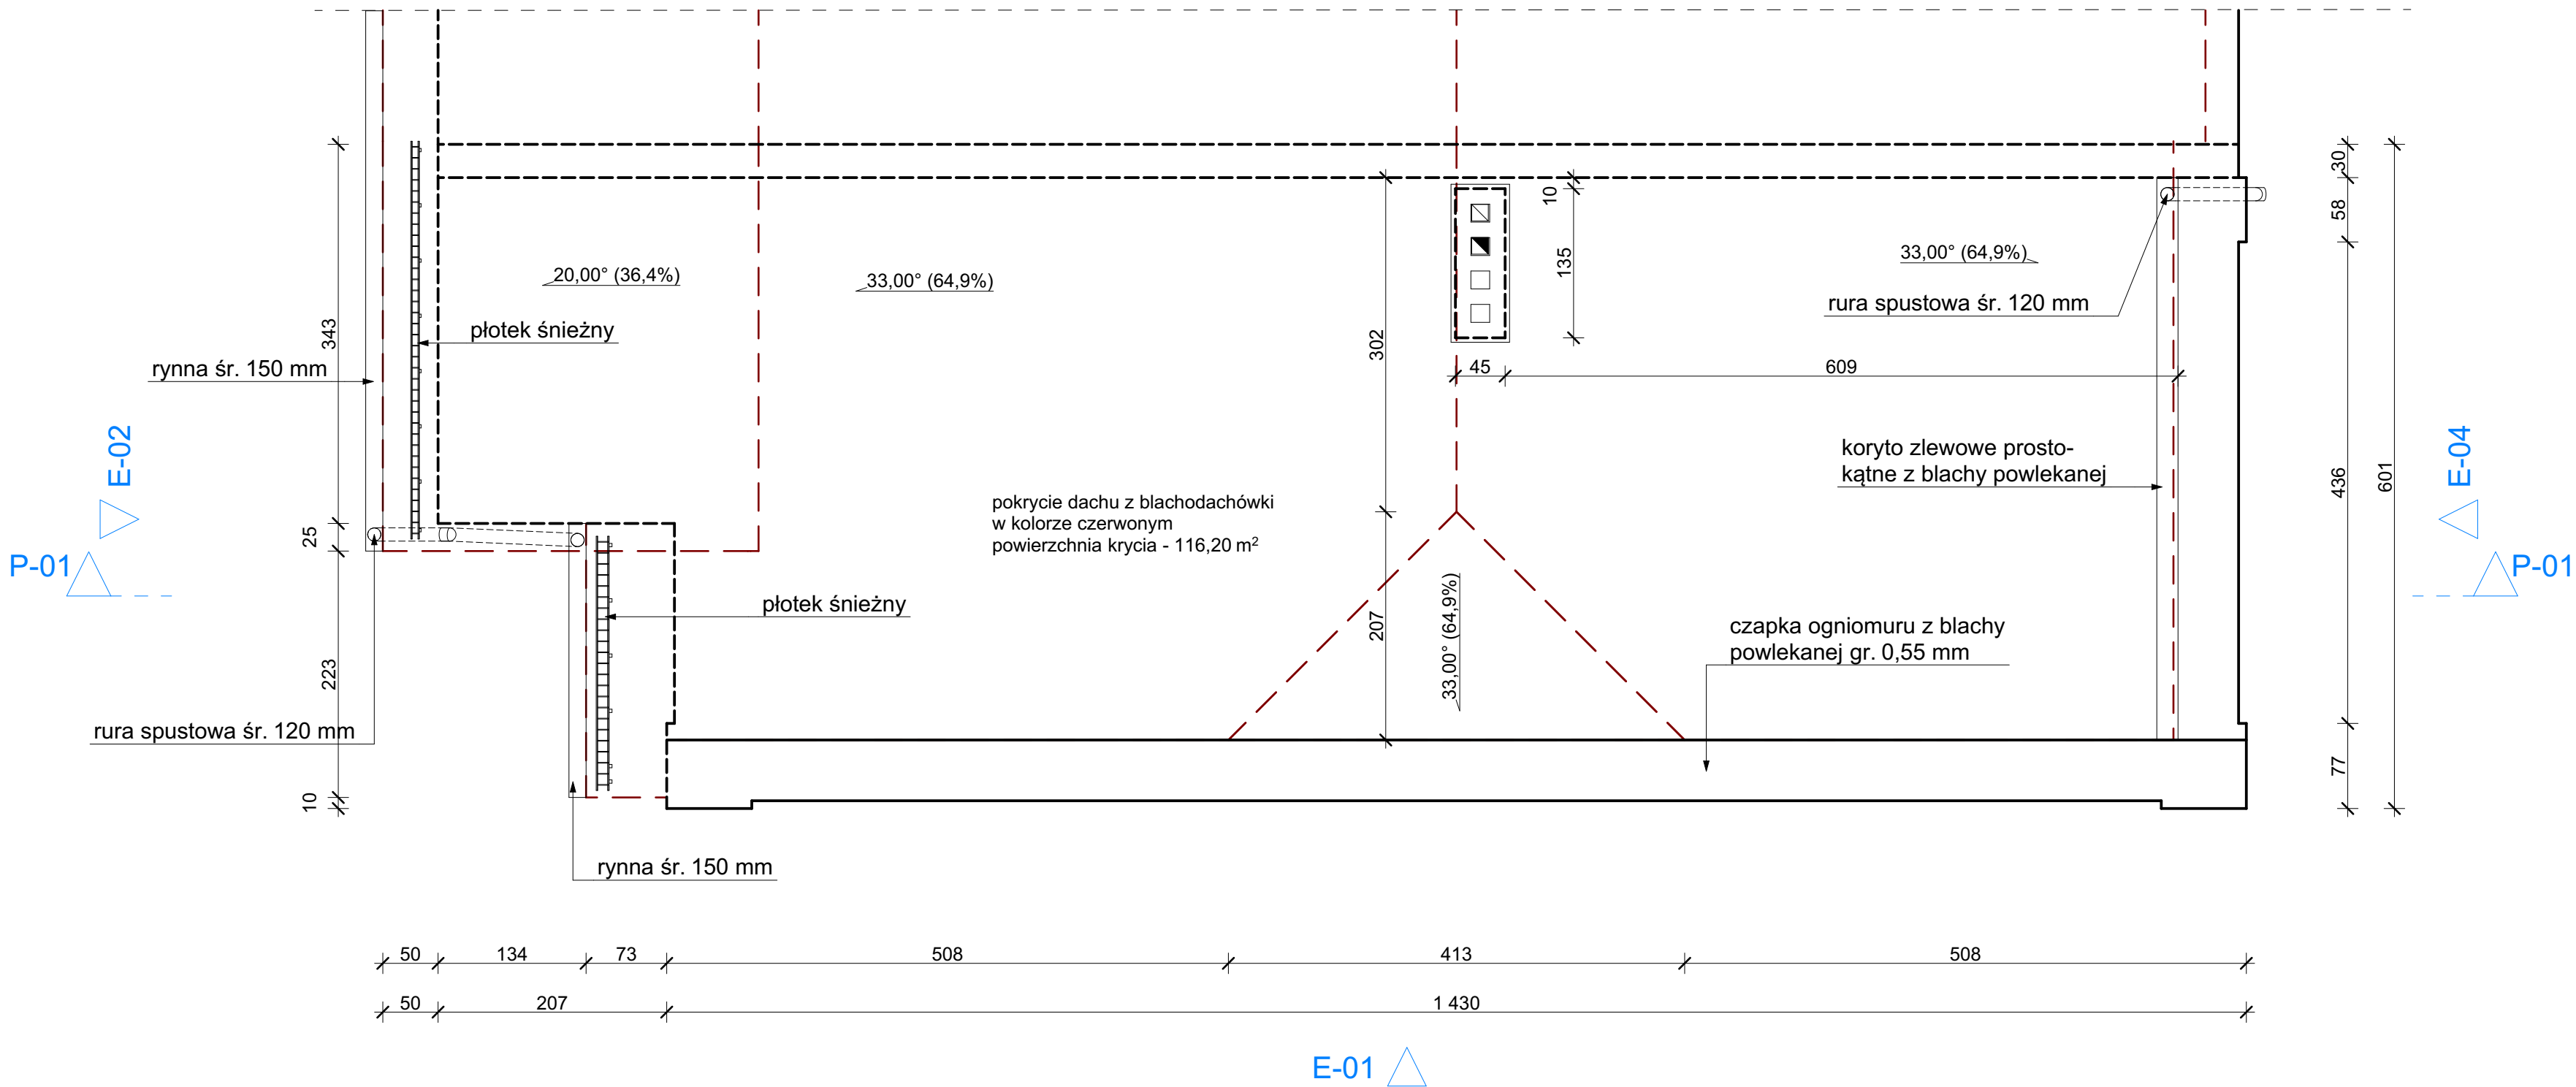 30
58
10
135
20,00° (36,4%)
33,00° (64,9%)
33,00° (64,9%)
rura spustowa śr. 120 mm
płotek śnieżny
343
302
rynna śr. 150 mm
45
609
E-02
E-04
koryto zlewowe prosto-
kątne z blachy powlekanej
436
601
pokrycie dachu z blachodachówki
w kolorze czerwonym
powierzchnia krycia - 116,20 m²
25
P-01
P-01
płotek śnieżny
207
33,00° (64,9%)
czapka ogniomuru z blachy
powlekanej gr. 0,55 mm
223
rura spustowa śr. 120 mm
77
10
rynna śr. 150 mm
50
134
73
508
413
508
50
207
1 430
E-01